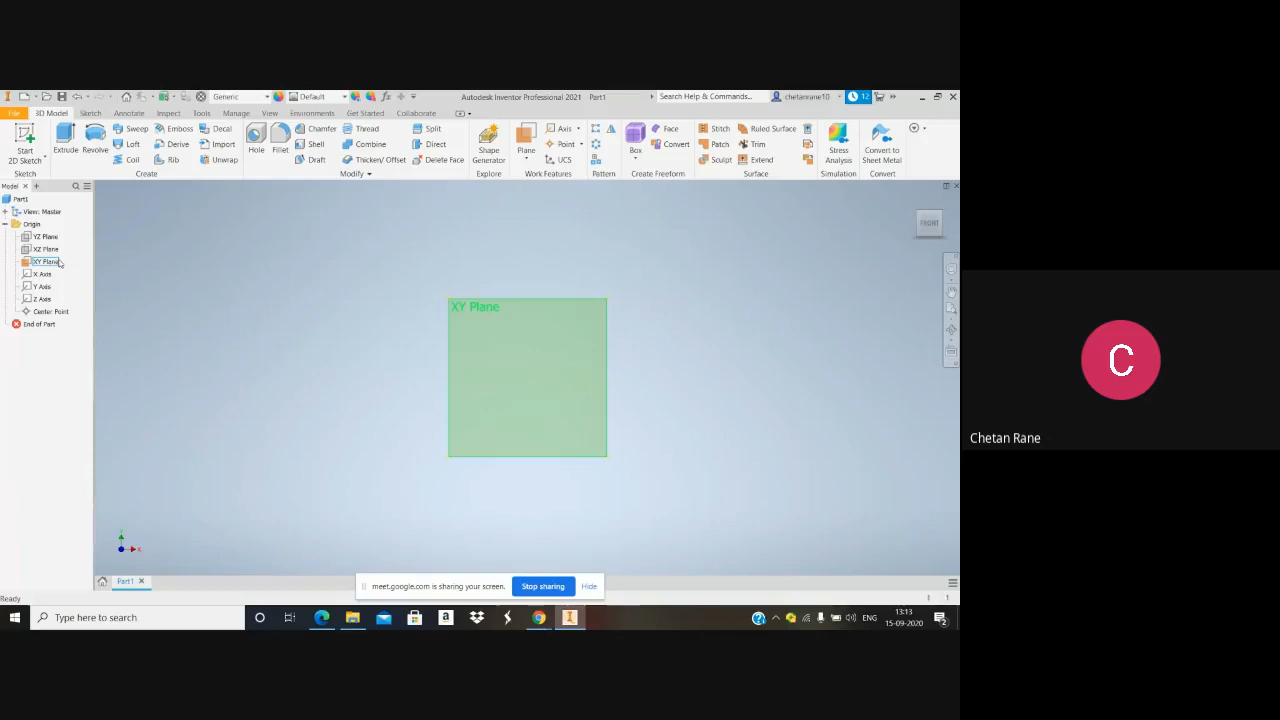 Generic
Default
Autodesk Inventor Professional 2021 Part1
Search Help & Commands...
chetanrane10
12
File 3D Model Sketch Annotate Inspect Tools Manage View Environments Get Started Collaborate
Start
2D Sketch
Sketch
Extrude
Revolve
Sweep Emboss Decal
Loft Derive Import
Coil Rib Unwrap
Create
Hole
Fillet
Chamfer Thread Split
Shell Combine Direct
Draft Thicken/ Offset Delete Face
Modify
Shape
Generator
Explore
Plane
Axis
Point
UCS
Work Features
Pattern
Box
Face
Convert
Create Freeform
Stitch Ruled Surface
Patch Trim
Sculpt Extend
Surface
Stress
Analysis
Simulation
Convert to
Sheet Metal
Convert
Model
Part1
View: Master
Origin
YZ Plane
XZ Plane
XY Plane
X Axis
Y Axis
Z Axis
Center Point
End of Part
FRONT
XY Plane
Y
X
C
Chetan Rane
Part1
meet.google.com is sharing your screen.
Stop sharing
Hide
Ready
1
1
Type here to search
ENG
13:13
15-09-2020
2